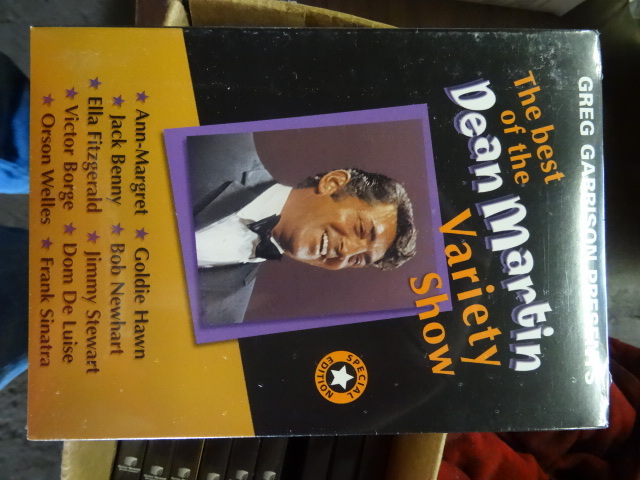 GREG GARRISON PRESENTS
The best
of the
Dean Martin
Variety
Show
SPECIAL
EDITION
★ Ann-Margret ★ Goldie Hawn
★ Jack Benny ★ Bob Newhart
★ Ella Fitzgerald ★ Jimmy Stewart
★ Victor Borge ★ Dom De Luise
★ Orson Welles ★ Frank Sinatra